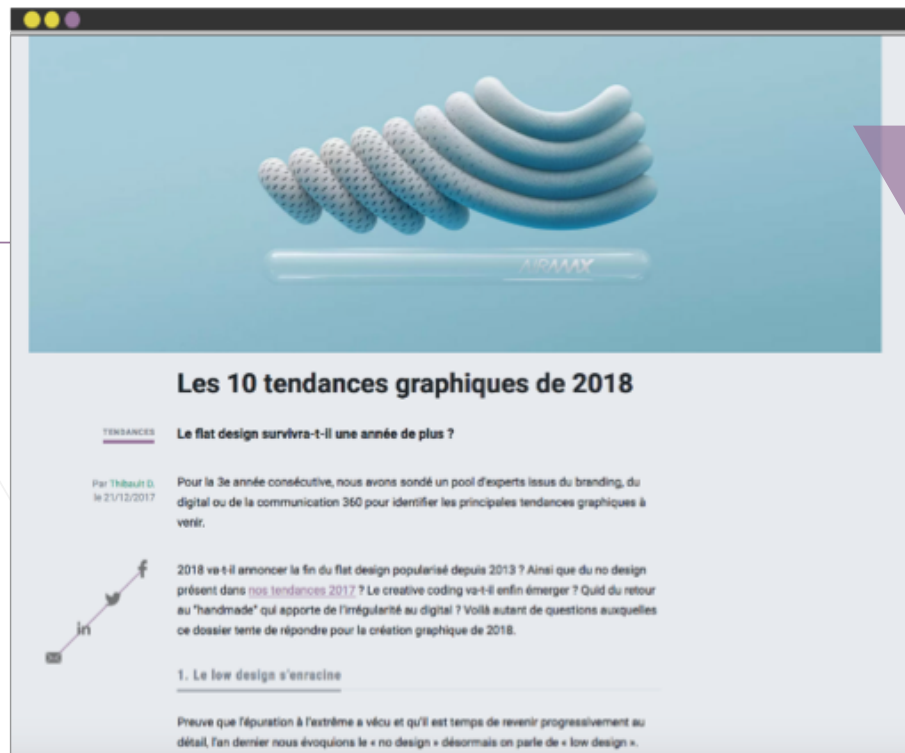 AIRMAX
Les 10 tendances graphiques de 2018
TENDANCES
Le flat design survivra-t-il une année de plus ?
Par Thibault D.
le 21/12/2017
Pour la 3e année consécutive, nous avons sondé un pool d'experts issus du branding, du
digital ou de la communication 360 pour identifier les principales tendances graphiques à
venir.
2018 va-t-il annoncer la fin du flat design popularisé depuis 2013 ? Ainsi que du no design
présent dans nos tendances 2017 ? Le creative coding va-t-il enfin émerger ? Quid du retour
au "handmade" qui apporte de l'irrégularité au digital ? Voilà autant de questions auxquelles
ce dossier tente de répondre pour la création graphique de 2018.
f
in
1. Le low design s'enracine
Preuve que l'épuration à l'extrême a vécu et qu'il est temps de revenir progressivement au
détail, l'an dernier nous évoquions le « no design » désormais on parle de « low design ».